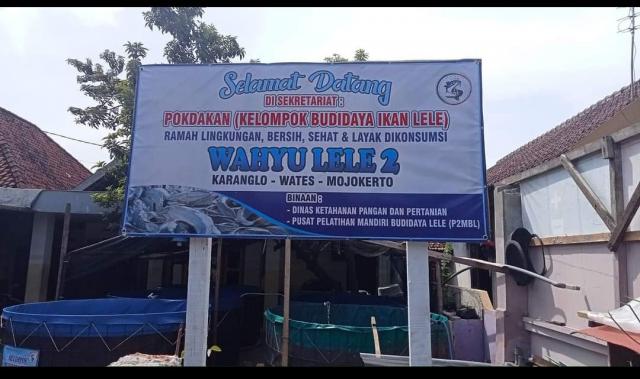 Selamat Datang
DI SEKRETARIAT :
POKDAKAN (KELOMPOK BUDIDAYA IKAN LELE)
RAMAH LINGKUNGAN, BERSIH, SEHAT & LAYAK DIKONSUMSI
WAHYU LELE 2
KARANGLO - WATES - MOJOKERTO
BINAAN :
- DINAS KETAHANAN PANGAN DAN PERTANIAN
- PUSAT PELATIHAN MANDIRI BUDIDAYA LELE (P2MBL)